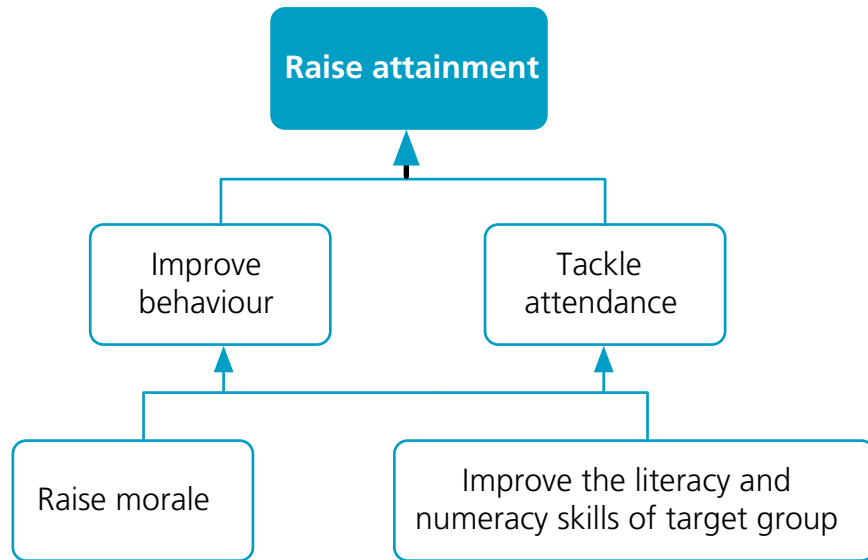 Raise attainment
Improve
behaviour
Tackle
attendance
Raise morale
Improve the literacy and
numeracy skills of target group